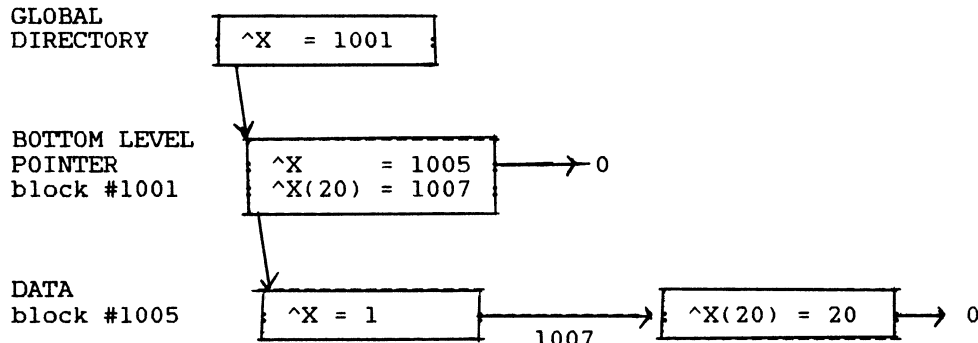 GLOBAL
DIRECTORY
^X = 1001
BOTTOM LEVEL
POINTER
block #1001
^X = 1005
^X(20) = 1007
0
DATA
block #1005
^X = 1
1007
^X(20) = 20
0